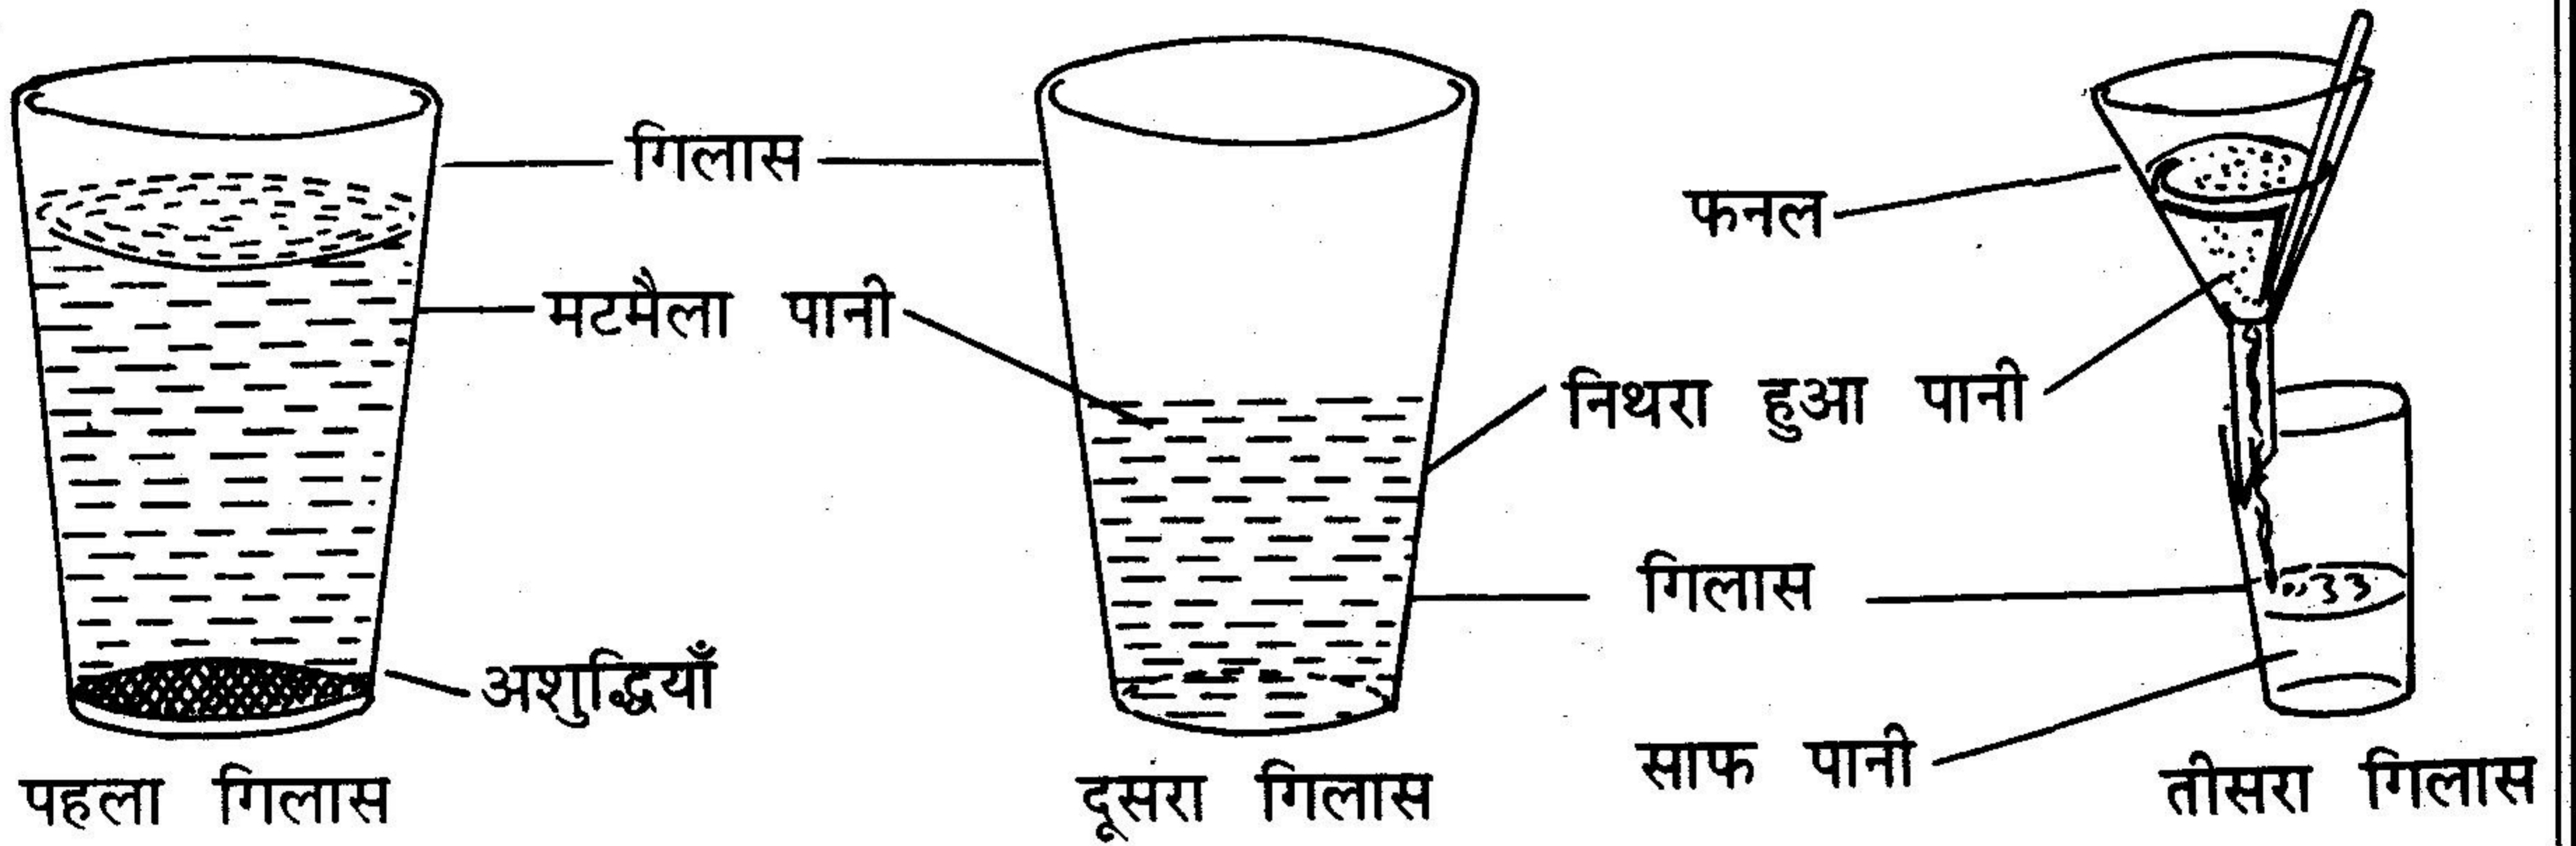 गिलास
फनल
मटमैला पानी
निथरा हुआ पानी
गिलास
अशुद्धियाँ
साफ पानी
पहला गिलास
दूसरा गिलास
तीसरा गिलास